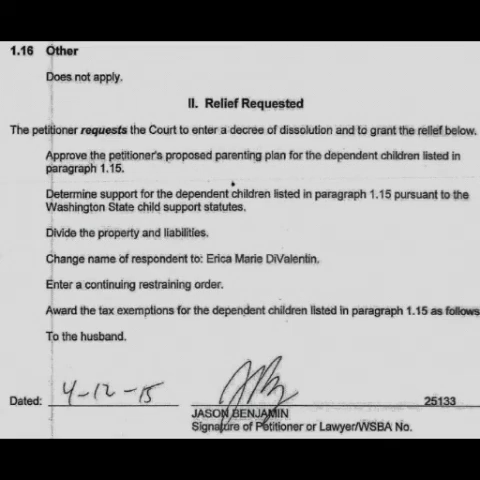 1.16 Other
Does not apply.
II. Relief Requested
The petitioner requests the Court to enter a decree of dissolution and to grant the relief below.
Approve the petitioner's proposed parenting plan for the dependent children listed in
paragraph 1.15.
Determine support for the dependent children listed in paragraph 1.15 pursuant to the
Washington State child support statutes.
Divide the property and liabilities.
Change name of respondent to: Erica Marie DiValentin.
Enter a continuing restraining order.
Award the tax exemptions for the dependent children listed in paragraph 1.15 as follows
To the husband.
Dated: 4-12-15 25133
JASON BENJAMIN
Signature of Petitioner or Lawyer/WSBA No.